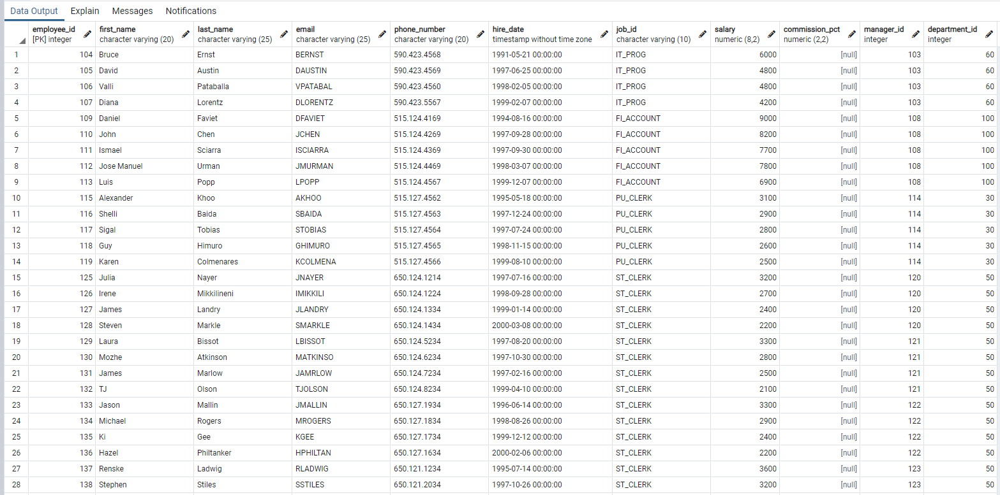 Data Output Explain Messages Notifications
employee_id first_name last_name email phone_number hire_date job_id salary commission_pct manager_id department_id
[PK] integer character varying (20) character varying (25) character varying (25) character varying (20) timestamp without time zone character varying (10) numeric (8,2) numeric (2,2) integer integer
1 104 Bruce Ernst BERNST 590.423.4568 1991-05-21 00:00:00 IT_PROG 6000 [null] 103 60
2 105 David Austin DAUSTIN 590.423.4569 1997-06-25 00:00:00 IT_PROG 4800 [null] 103 60
3 106 Valli Pataballa VPATABAL 590.423.4560 1998-02-05 00:00:00 IT_PROG 4800 [null] 103 60
4 107 Diana Lorentz DLORENTZ 590.423.5567 1999-02-07 00:00:00 IT_PROG 4200 [null] 103 60
5 109 Daniel Faviet DFAVIET 515.124.4169 1994-08-16 00:00:00 FI_ACCOUNT 9000 [null] 108 100
6 110 John Chen JCHEN 515.124.4269 1997-09-28 00:00:00 FI_ACCOUNT 8200 [null] 108 100
7 111 Ismael Sciarra ISCIARRA 515.124.4369 1997-09-30 00:00:00 FI_ACCOUNT 7700 [null] 108 100
8 112 Jose Manuel Urman JMURMAN 515.124.4469 1998-03-07 00:00:00 FI_ACCOUNT 7800 [null] 108 100
9 113 Luis Popp LPOPP 515.124.4567 1999-12-07 00:00:00 FI_ACCOUNT 6900 [null] 108 100
10 115 Alexander Khoo AKHOO 515.127.4562 1995-05-18 00:00:00 PU_CLERK 3100 [null] 114 30
11 116 Shelli Baida SBAIDA 515.127.4563 1997-12-24 00:00:00 PU_CLERK 2900 [null] 114 30
12 117 Sigal Tobias STOBIAS 515.127.4564 1997-07-24 00:00:00 PU_CLERK 2800 [null] 114 30
13 118 Guy Himuro GHIMURO 515.127.4565 1998-11-15 00:00:00 PU_CLERK 2600 [null] 114 30
14 119 Karen Colmenares KCOLMENA 515.127.4566 1999-08-10 00:00:00 PU_CLERK 2500 [null] 114 30
15 125 Julia Nayer JNAYER 650.124.1214 1997-07-16 00:00:00 ST_CLERK 3200 [null] 120 50
16 126 Irene Mikkilineni IMIKKILI 650.124.1224 1998-09-28 00:00:00 ST_CLERK 2700 [null] 120 50
17 127 James Landry JLANDRY 650.124.1334 1999-01-14 00:00:00 ST_CLERK 2400 [null] 120 50
18 128 Steven Markle SMARKLE 650.124.1434 2000-03-08 00:00:00 ST_CLERK 2200 [null] 120 50
19 129 Laura Bissot LBISSOT 650.124.5234 1997-08-20 00:00:00 ST_CLERK 3300 [null] 121 50
20 130 Mozhe Atkinson MATKINSO 650.124.6234 1997-10-30 00:00:00 ST_CLERK 2800 [null] 121 50
21 131 James Marlow JAMRLOW 650.124.7234 1997-02-16 00:00:00 ST_CLERK 2500 [null] 121 50
22 132 TJ Olson TJOLSON 650.124.8234 1999-04-10 00:00:00 ST_CLERK 2100 [null] 121 50
23 133 Jason Mallin JMALLIN 650.127.1934 1996-06-14 00:00:00 ST_CLERK 3300 [null] 122 50
24 134 Michael Rogers MROGERS 650.127.1834 1998-08-26 00:00:00 ST_CLERK 2900 [null] 122 50
25 135 Ki Gee KGEE 650.127.1734 1999-12-12 00:00:00 ST_CLERK 2400 [null] 122 50
26 136 Hazel Philtanker HPHILTAN 650.127.1634 2000-02-06 00:00:00 ST_CLERK 2200 [null] 122 50
27 137 Renske Ladwig RLADWIG 650.121.1234 1995-07-14 00:00:00 ST_CLERK 3600 [null] 123 50
28 138 Stephen Stiles SSTILES 650.121.2034 1997-10-26 00:00:00 ST_CLERK 3200 [null] 123 50